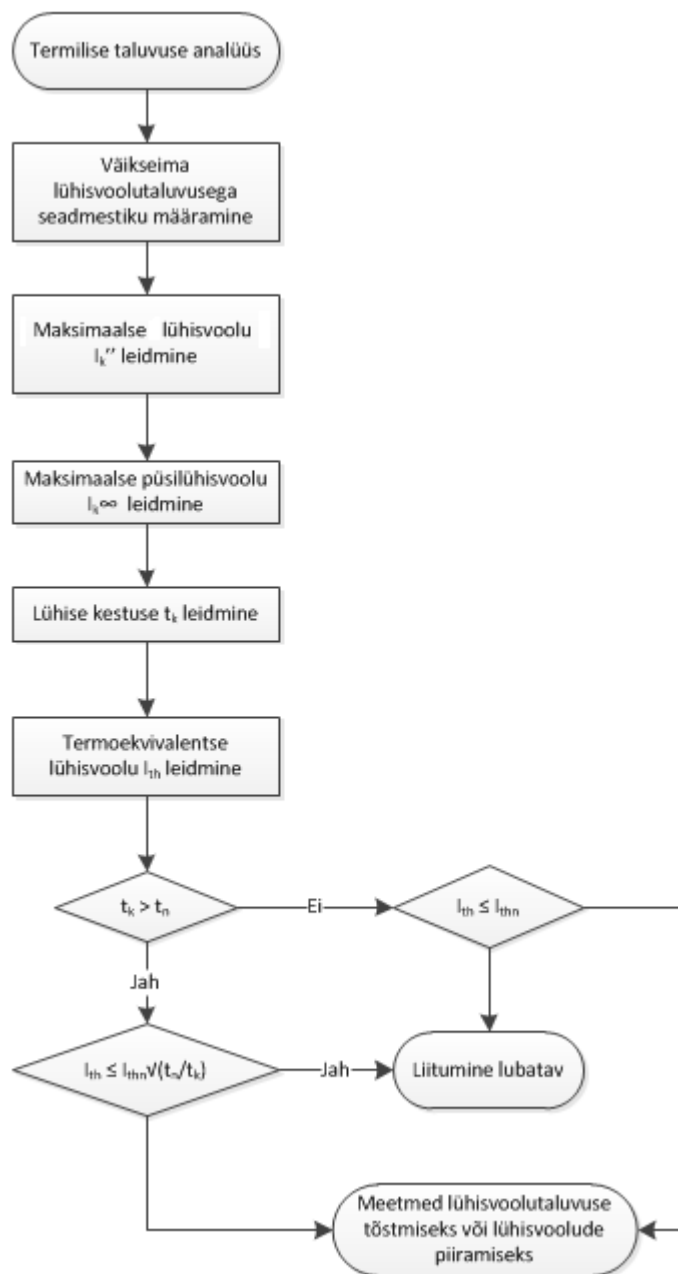 Termilise taluvuse analüüs
Väikseima
lühisvoolutaluvusega
seadmestiku määramine
Maksimaalse lühisvoolu
Iₖ’’ leidmine
Maksimaalse püsilühisvoolu
Iₖ∞ leidmine
Lühise kestuse tₖ leidmine
Termoekvivalentse
lühisvoolu Iₜₕ leidmine
tₖ > tₙ
Ei
Iₜₕ ≤ Iₜₕₙ
Jah
Iₜₕ ≤ Iₜₕₙ√(tₙ/tₖ)
Jah
Liitumine lubatav
Meetmed lühisvoolutaluvuse
tõstmiseks või lühisvoolude
piiramiseks